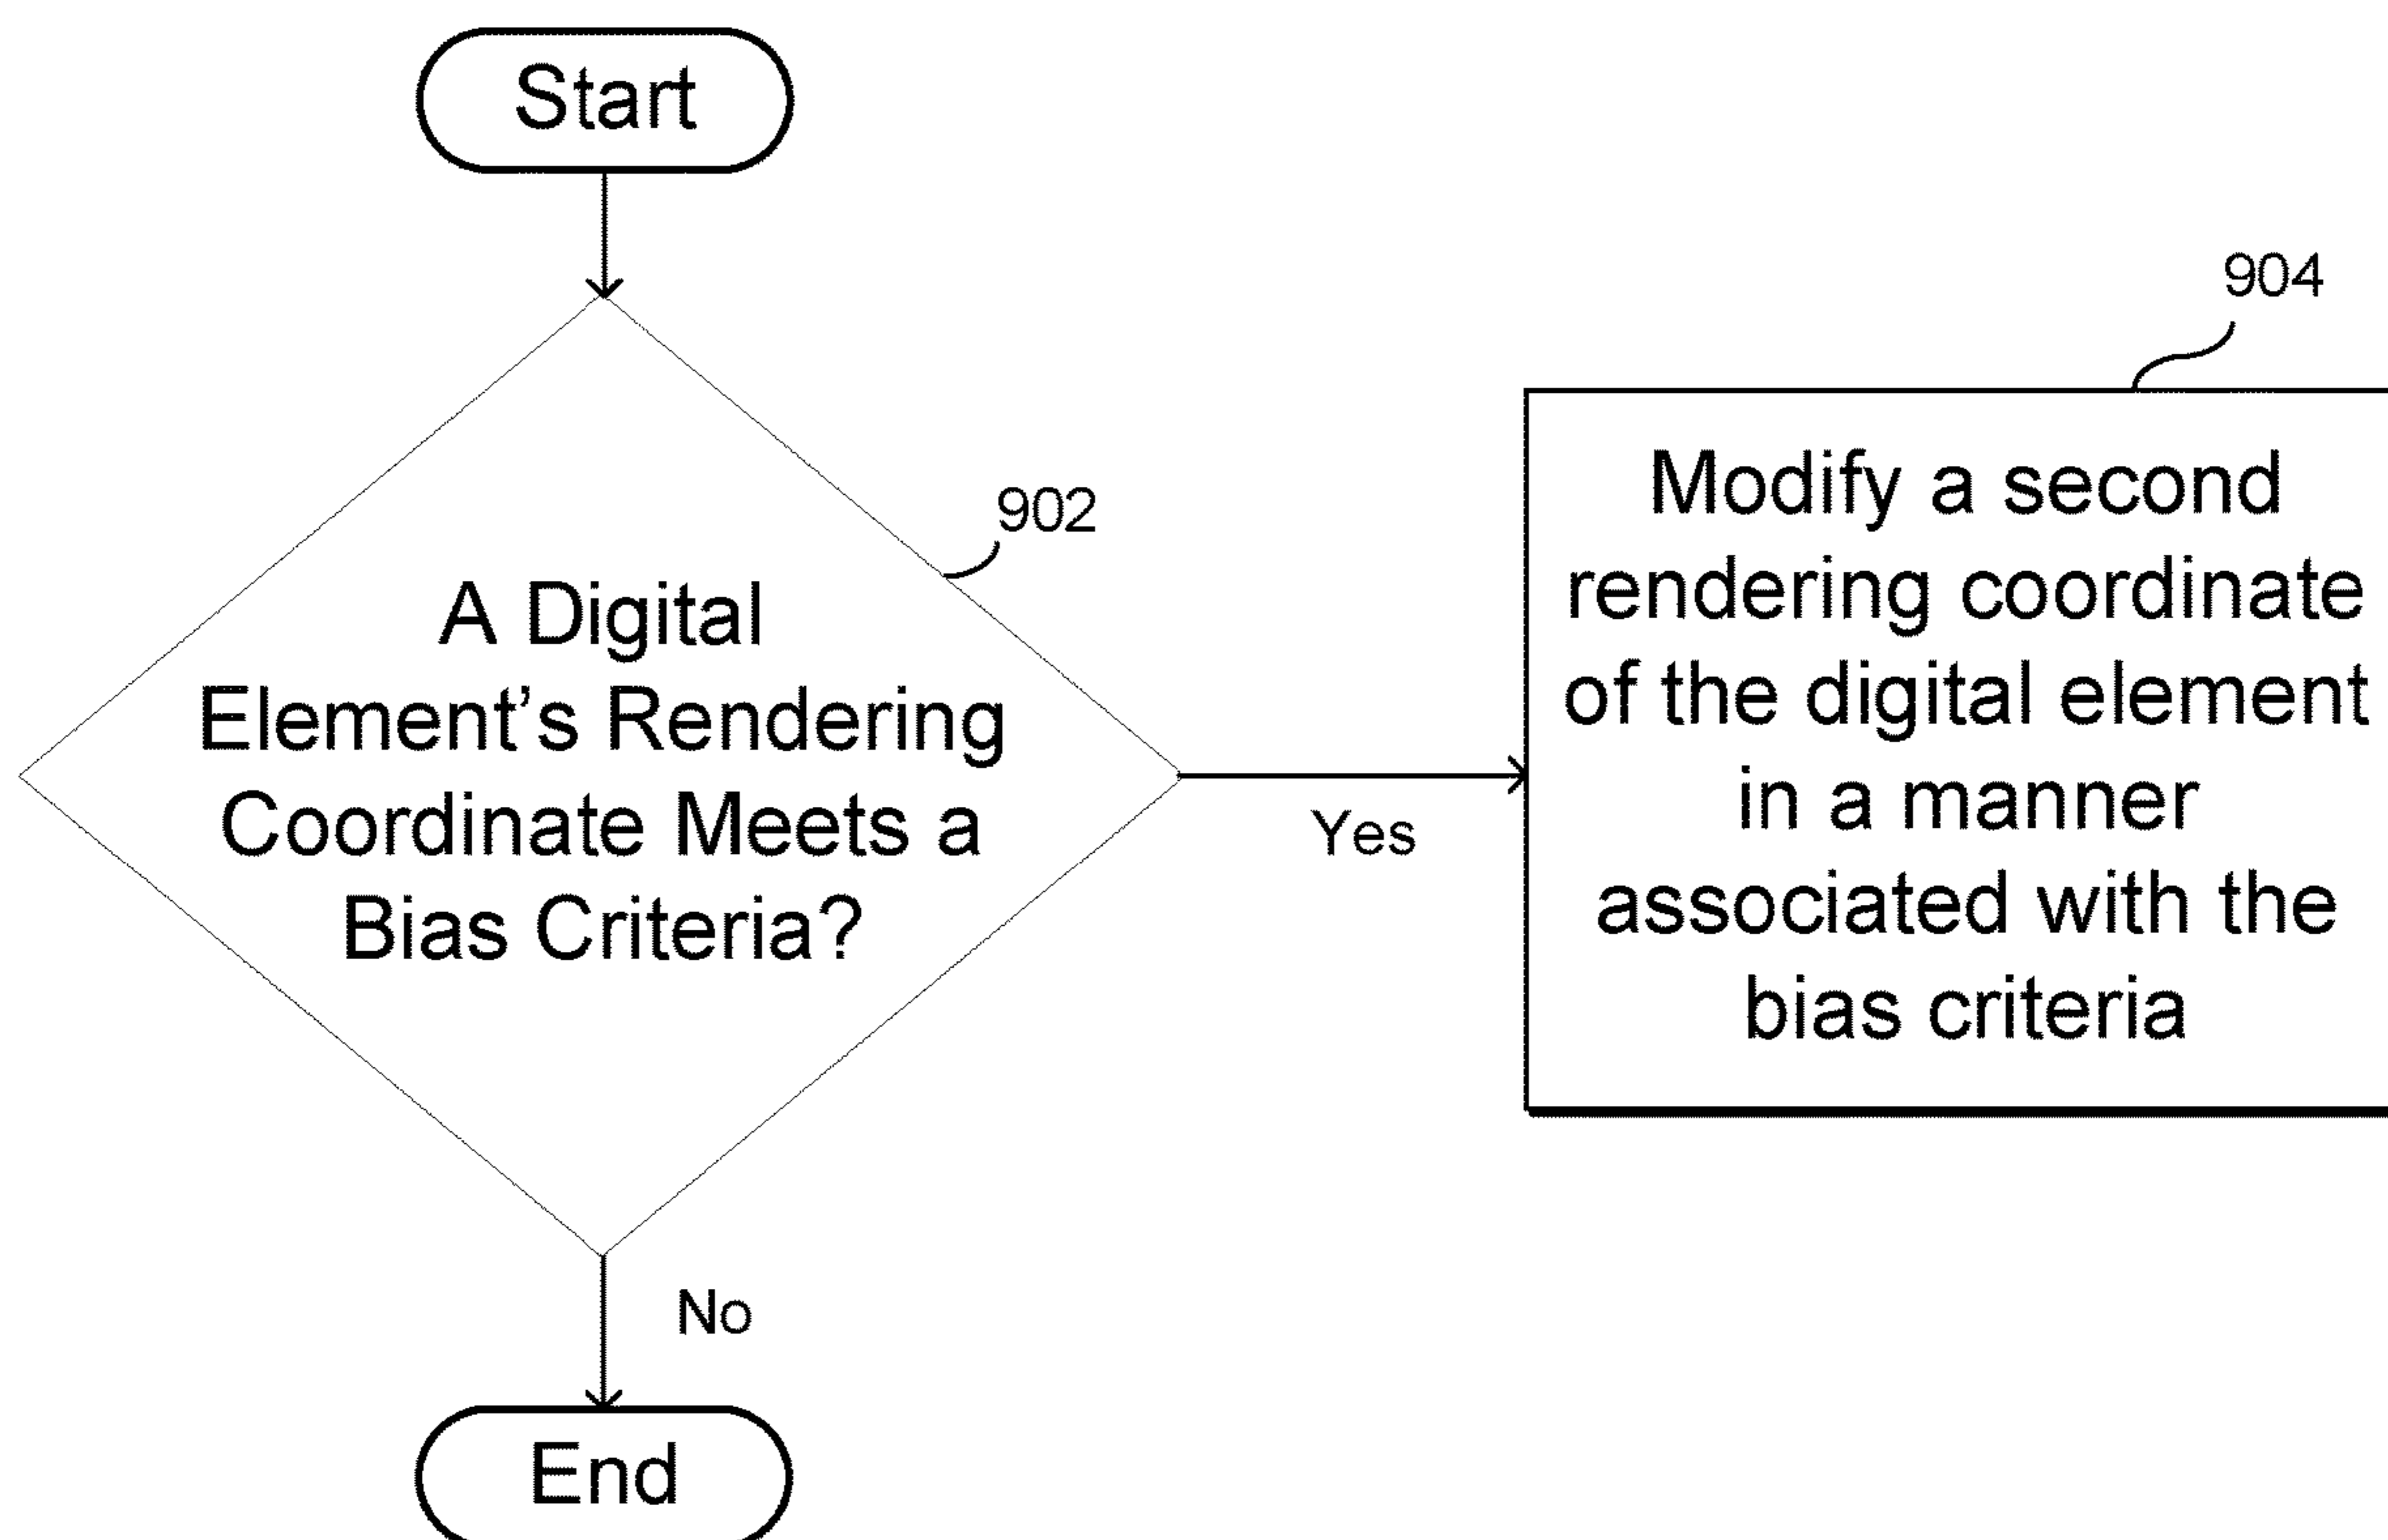 Start
A Digital
Element’s Rendering
Coordinate Meets a
Bias Criteria?
902
Yes
904
Modify a second
rendering coordinate
of the digital element
in a manner
associated with the
bias criteria
No
End